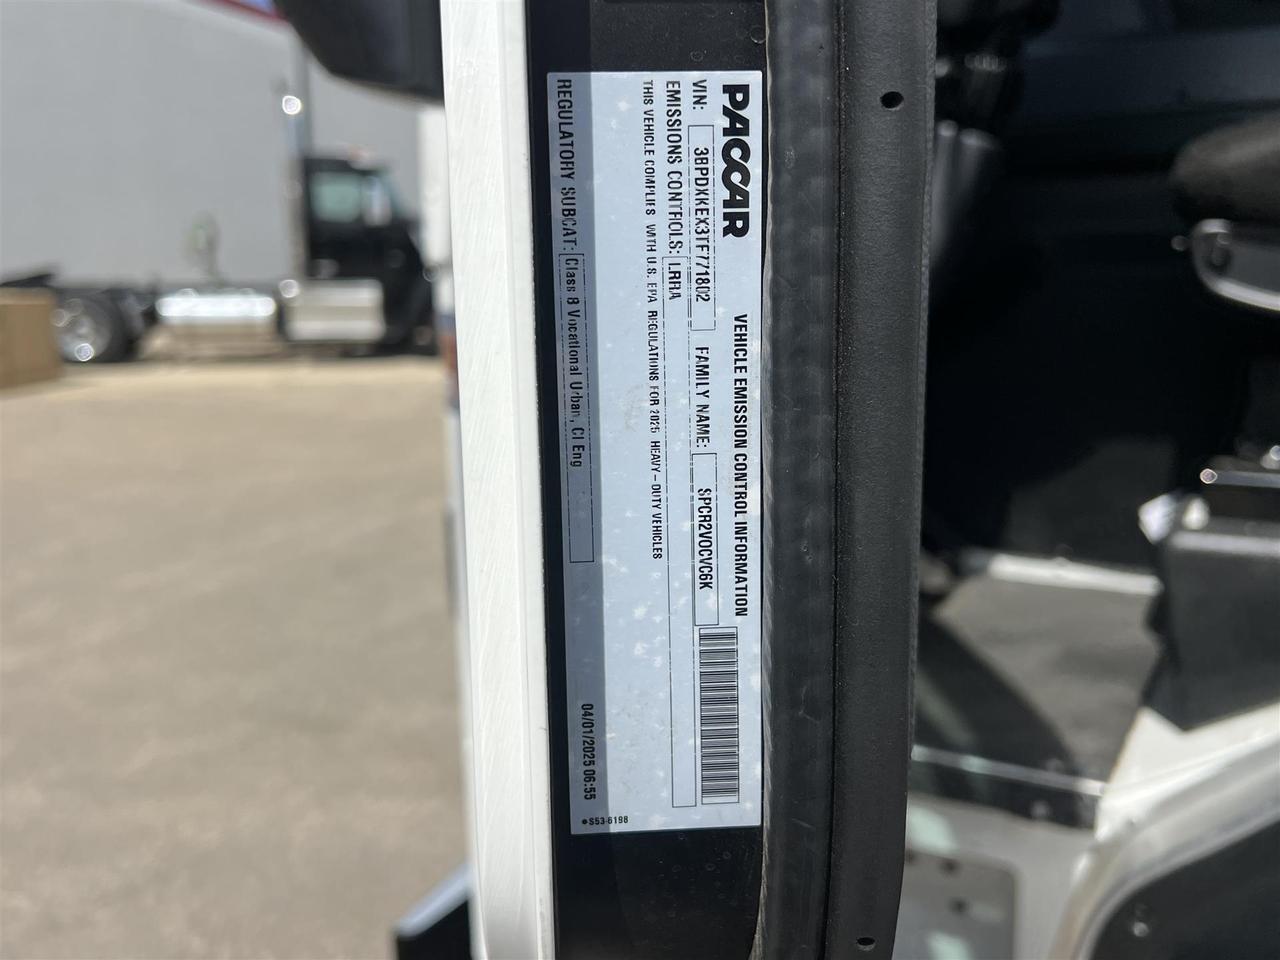 PACCAR
VEHICLE EMISSION CONTROL INFORMATION
VIN: 3BPDXKEX3TF771802 FAMILY NAME: SPCR2VOCVC6K
EMISSIONS CONTROLS: LRRA
THIS VEHICLE COMPLIES WITH U.S. EPA REGULATIONS FOR 2025 HEAVY - DUTY VEHICLES
REGULATORY SUBCAT: Class 8 Vocational Urban, CI Eng
04/01/2025 06:55
●S53-6198